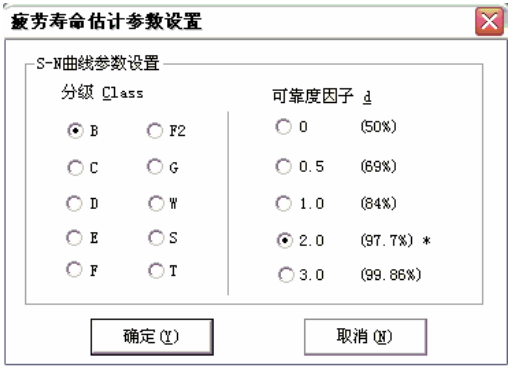 疲劳寿命估计参数设置
S-N曲线参数设置
分级 Class
B F2
C G
D W
E S
F T
可靠度因子 d
0 (50%)
0.5 (69%)
1.0 (84%)
2.0 (97.7%) *
3.0 (99.86%)
确定(Y) 取消(N)